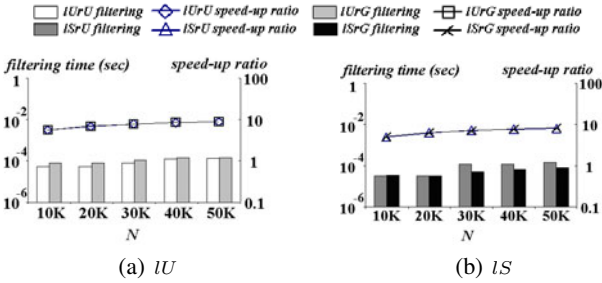 lUrU filtering lUrU speed-up ratio lUrG filtering lUrG speed-up ratio
lSrU filtering lSrU speed-up ratio lSrG filtering lSrG speed-up ratio
filtering time (sec) speed-up ratio
1 100
10⁻² 10
10⁻⁴ 1
10⁻⁶ 0.1
10K 20K 30K 40K 50K
N
(a) lU
filtering time (sec) speed-up ratio
1 100
10⁻² 10
10⁻⁴ 1
10⁻⁶ 0.1
10K 20K 30K 40K 50K
N
(b) lS